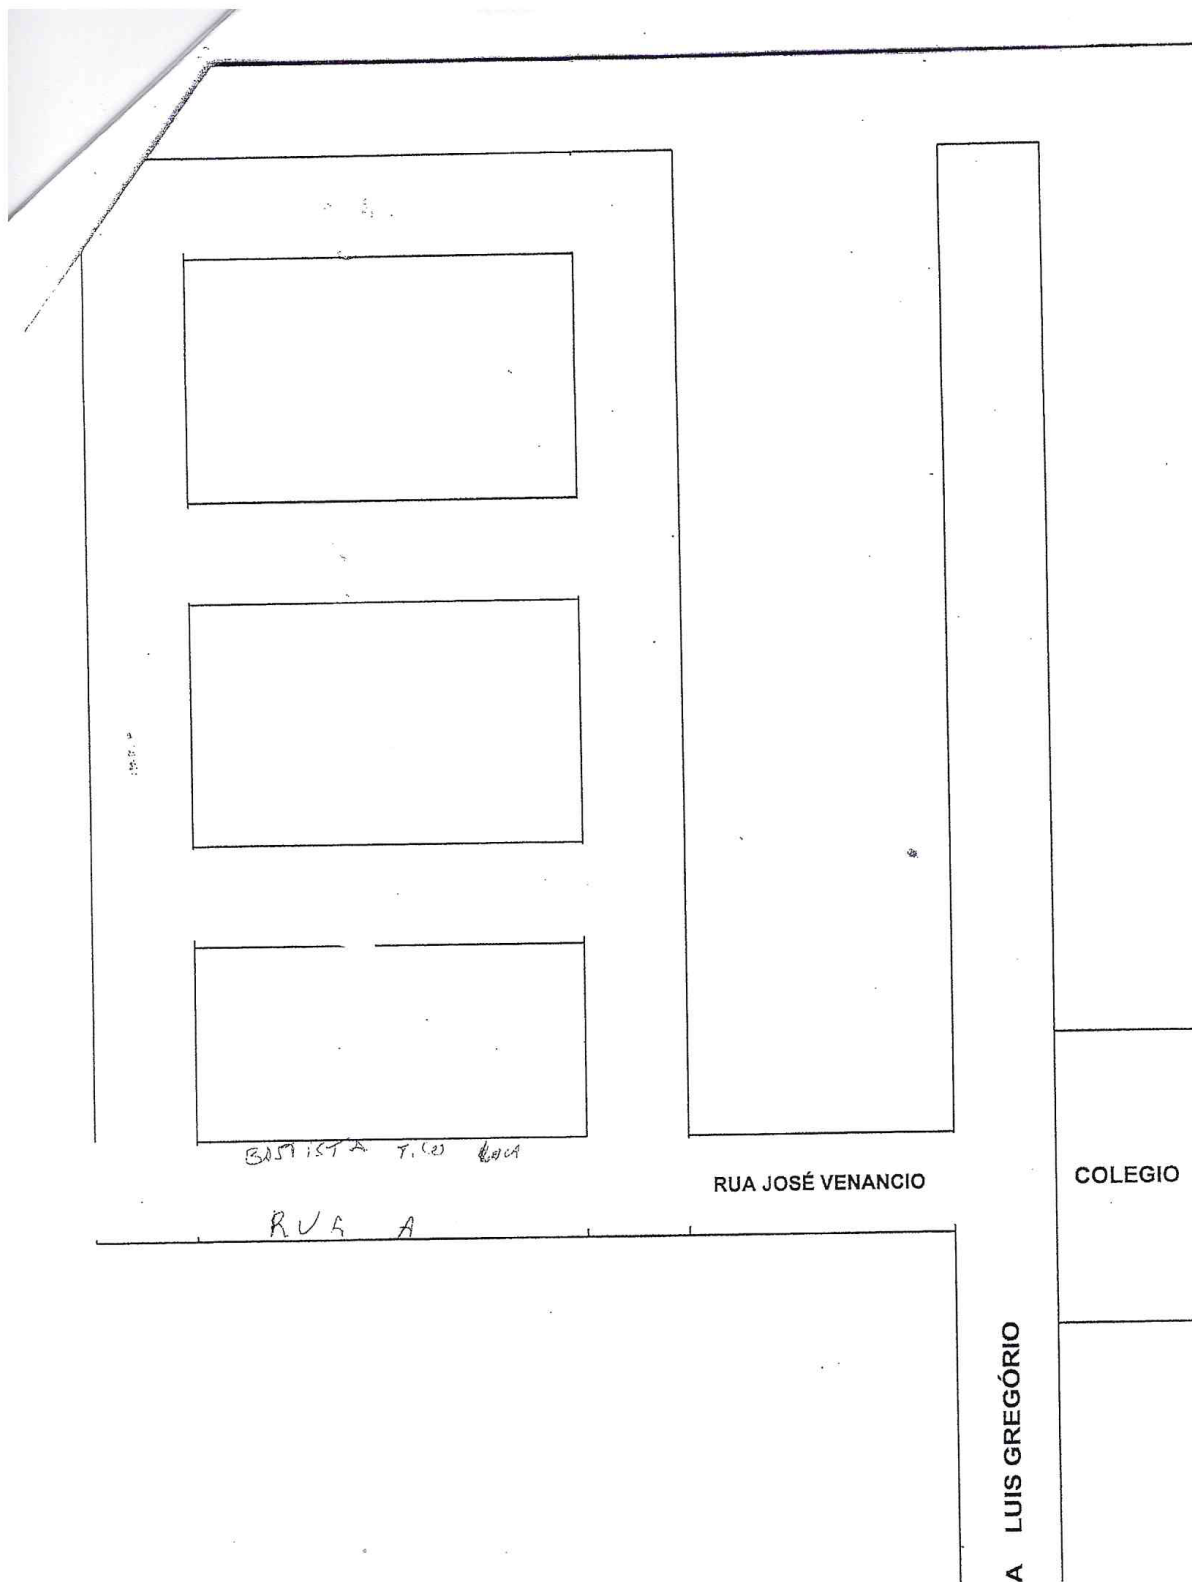 BATISTA
RUA JOSÉ VENANCIO
COLEGIO
RUA A
A LUIS GREGÓRIO